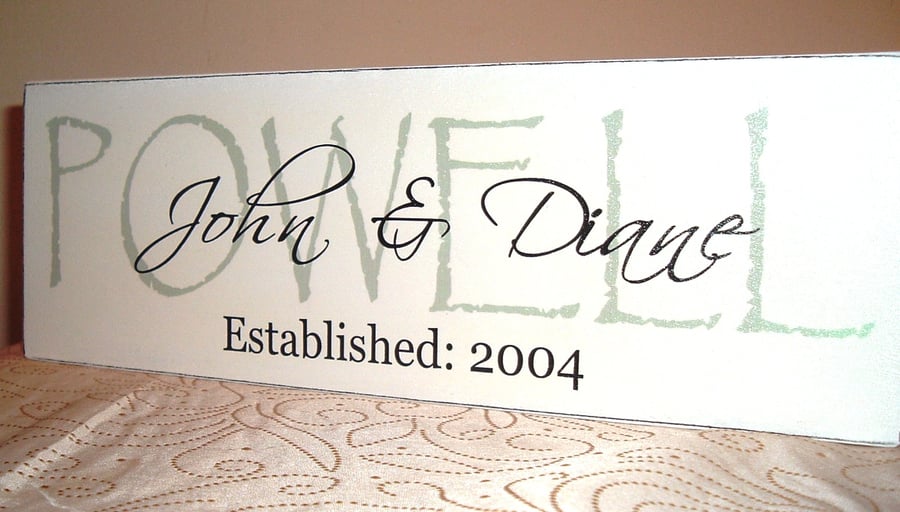 POWELL
John & Diane
Established: 2004